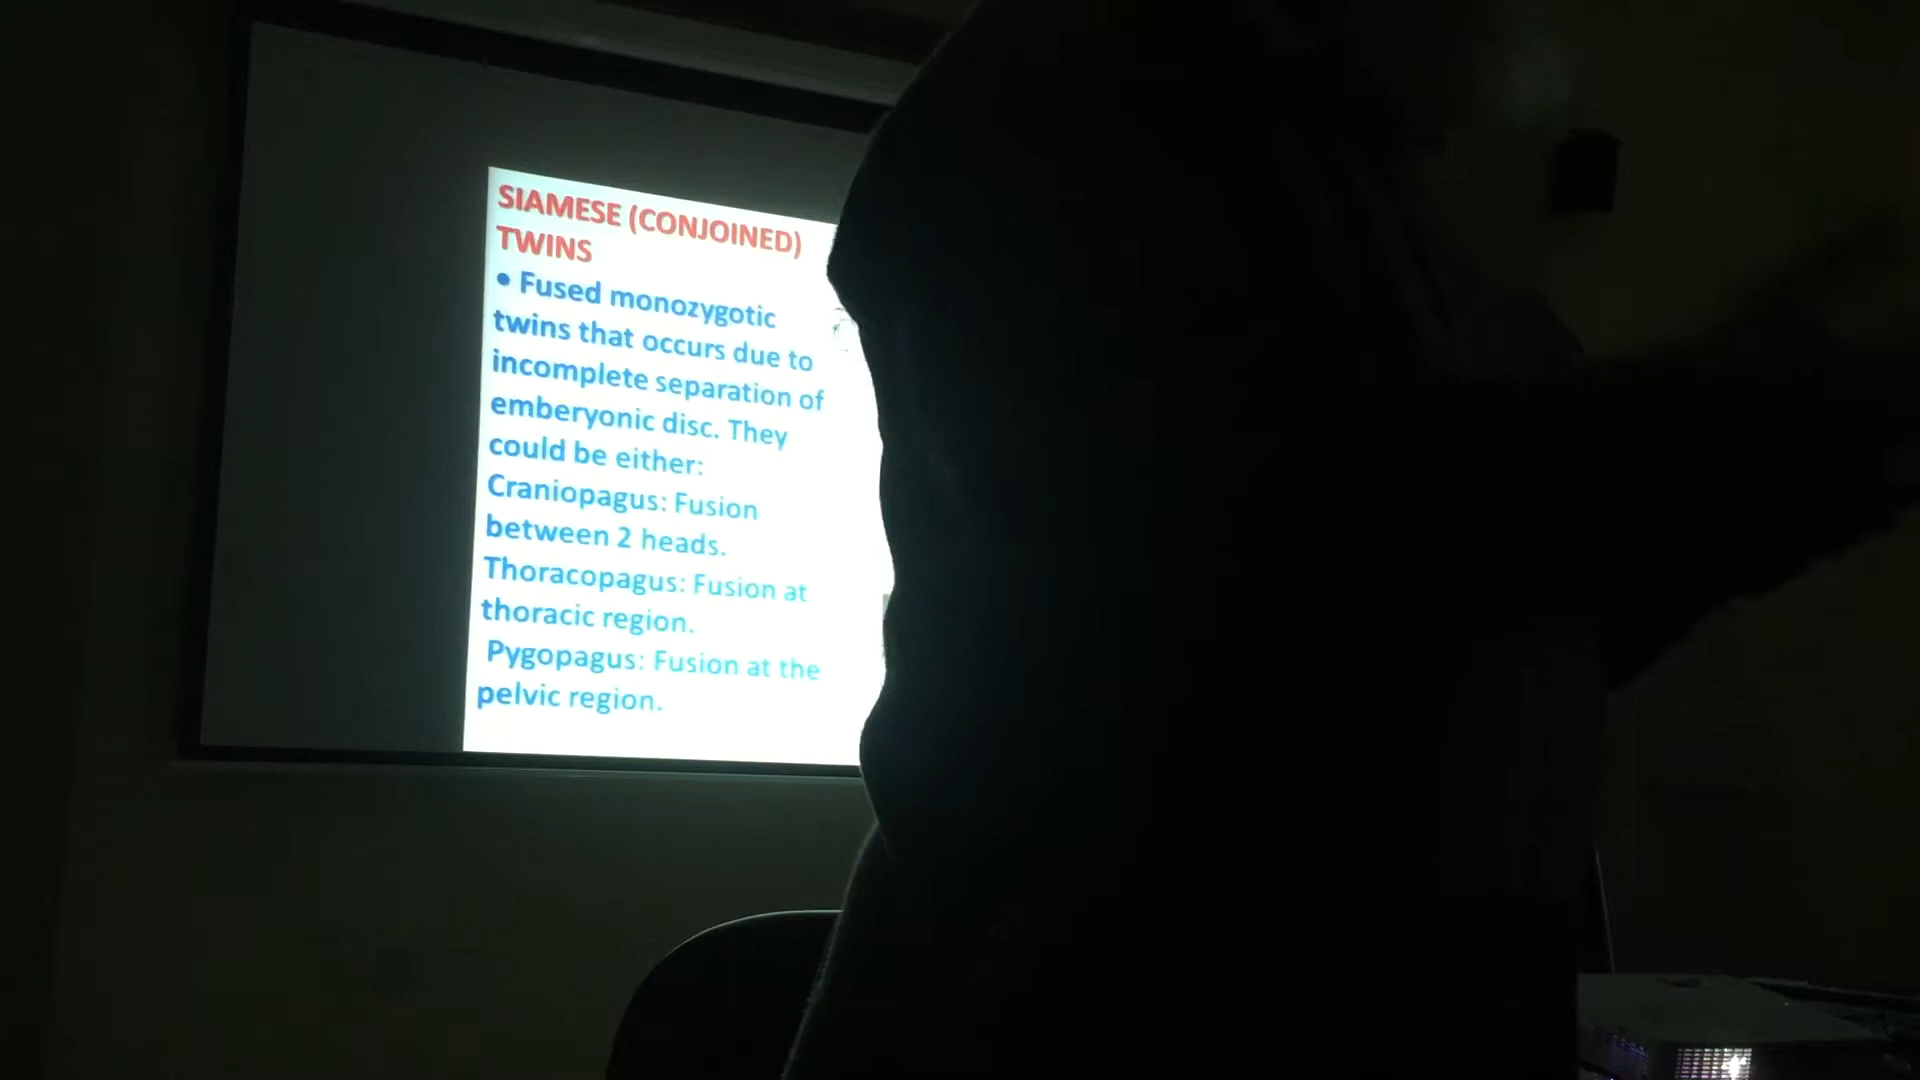 SIAMESE (CONJOINED)
TWINS
• Fused monozygotic
twins that occurs due to
incomplete separation of
emberyonic disc. They
could be either:
Craniopagus: Fusion
between 2 heads.
Thoracopagus: Fusion at
thoracic region.
Pygopagus: Fusion at the
pelvic region.